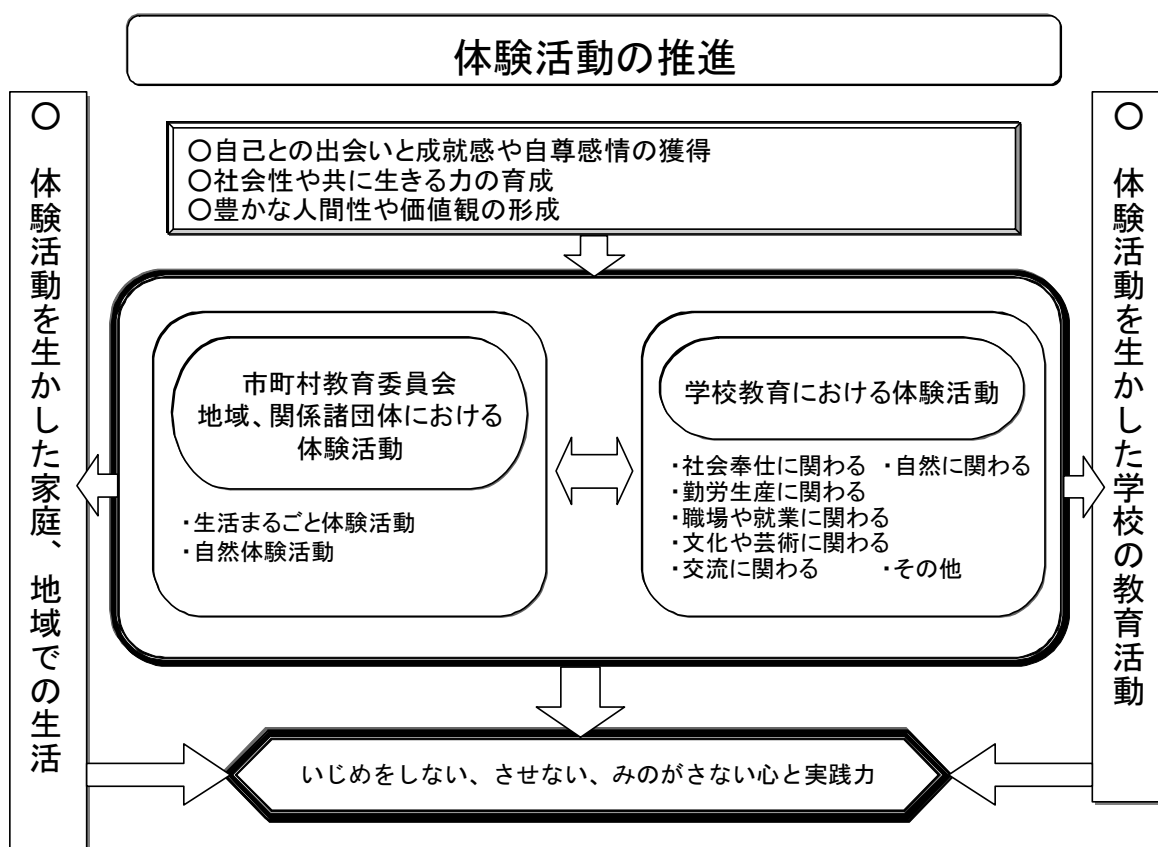 体験活動の推進
○ 体験活動を生かした家庭、地域での生活
○自己との出会いと成就感や自尊感情の獲得
○社会性や共に生きる力の育成
○豊かな人間性や価値観の形成
市町村教育委員会
地域、関係諸団体における
体験活動
・生活まるごと体験活動
・自然体験活動
学校教育における体験活動
・社会奉仕に関わる ・自然に関わる
・勤労生産に関わる
・職場や就業に関わる
・文化や芸術に関わる
・交流に関わる ・その他
○ 体験活動を生かした学校の教育活動
いじめをしない、させない、みのがさない心と実践力